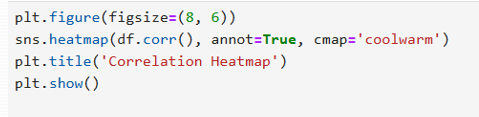 plt.figure(figsize=(8, 6))
sns.heatmap(df.corr(), annot=True, cmap='coolwarm')
plt.title('Correlation Heatmap')
plt.show()